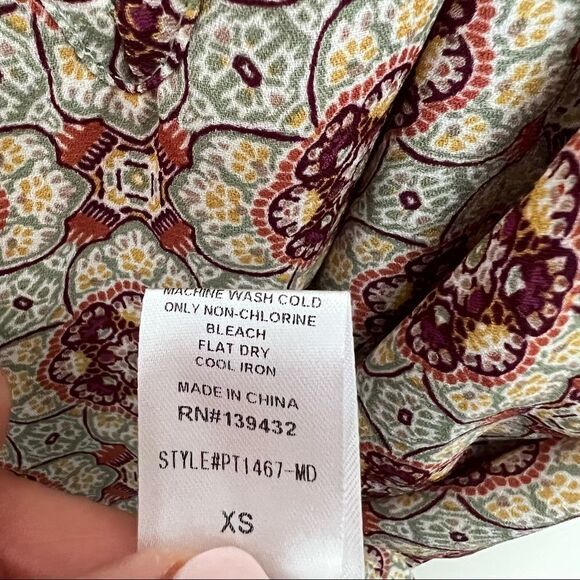 MACHINE WASH COLD
ONLY NON-CHLORINE
BLEACH
FLAT DRY
COOL IRON
MADE IN CHINA
RN#139432
STYLE#PT1467-MD
XS